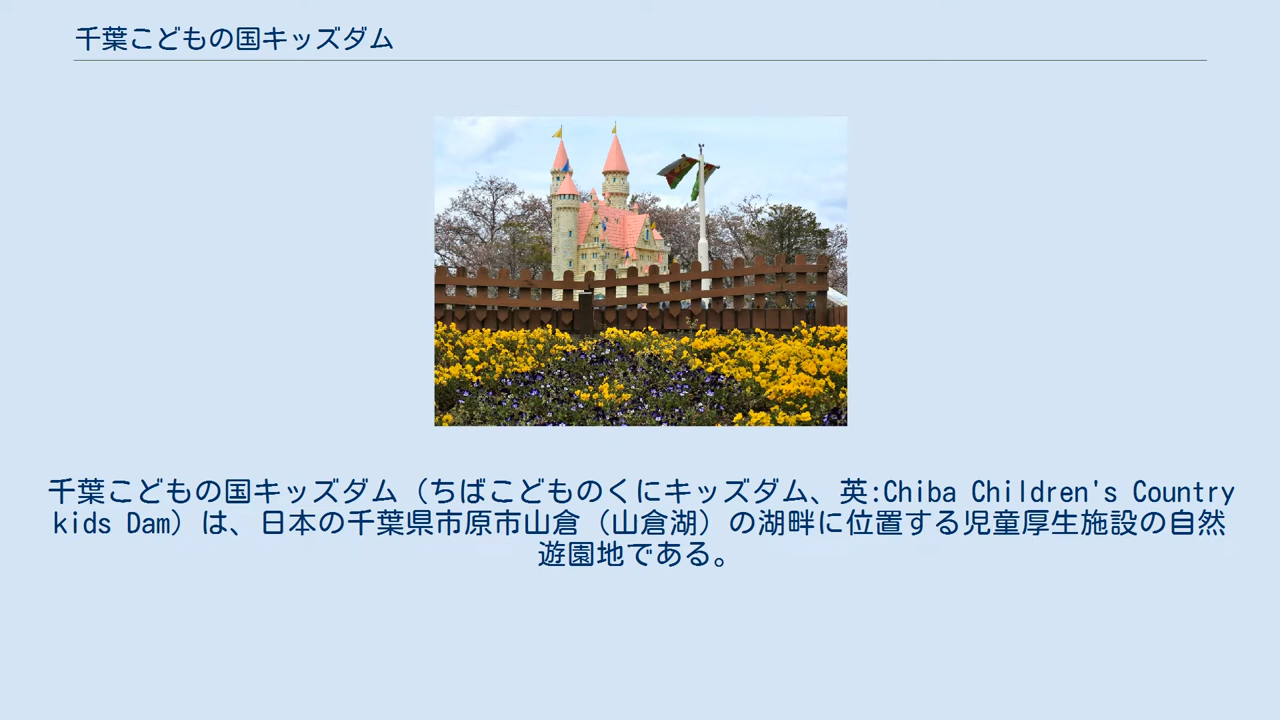 千葉こどもの国キッズダム
千葉こどもの国キッズダム（ちばこどものくにキッズダム、英:Chiba Children's Country
kids Dam）は、日本の千葉県市原市山倉（山倉湖）の湖畔に位置する児童厚生施設の自然
遊園地である。